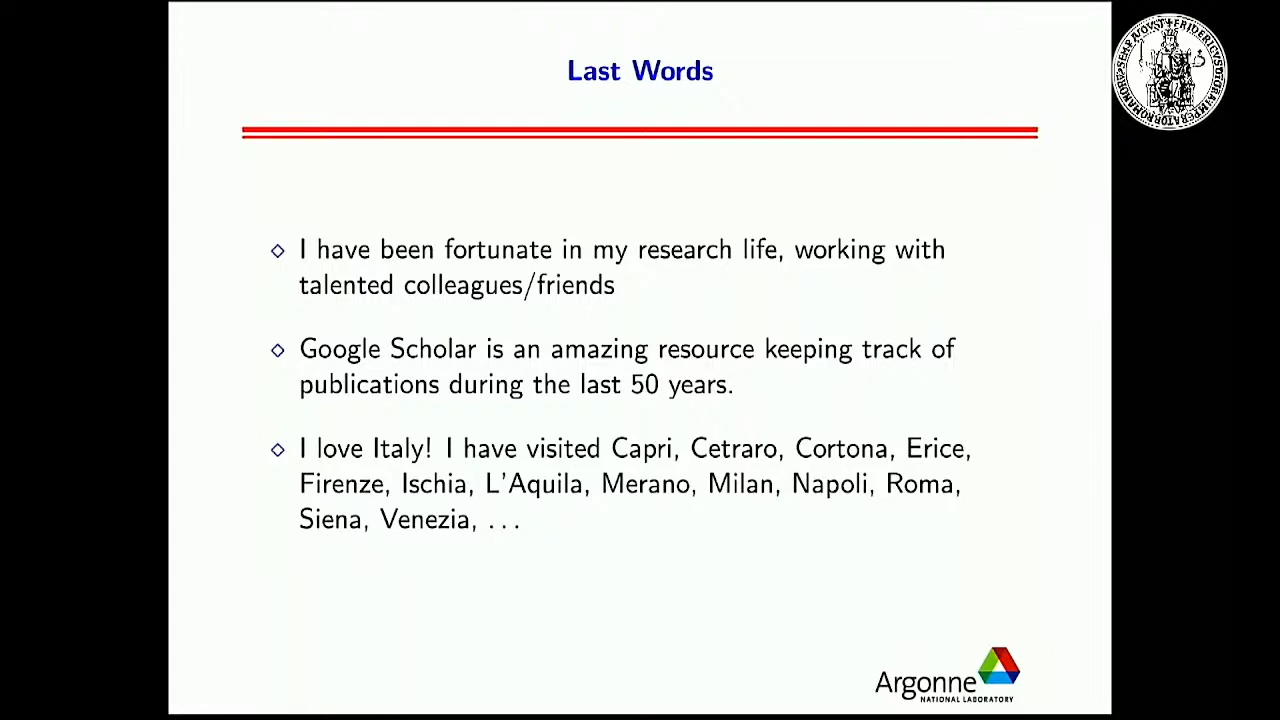 Last Words
◇ I have been fortunate in my research life, working with
talented colleagues/friends
◇ Google Scholar is an amazing resource keeping track of
publications during the last 50 years.
◇ I love Italy! I have visited Capri, Cetraro, Cortona, Erice,
Firenze, Ischia, L'Aquila, Merano, Milan, Napoli, Roma,
Siena, Venezia, ...
Argonne
NATIONAL LABORATORY